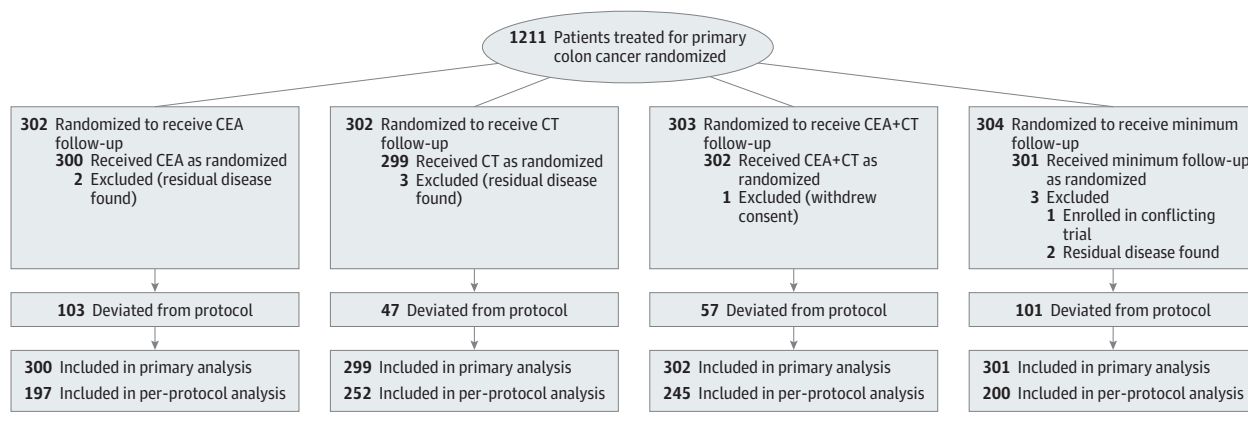 1211 Patients treated for primary
colon cancer randomized
302 Randomized to receive CEA
follow-up
300 Received CEA as randomized
2 Excluded (residual disease
found)
302 Randomized to receive CT
follow-up
299 Received CT as randomized
3 Excluded (residual disease
found)
303 Randomized to receive CEA+CT
follow-up
302 Received CEA+CT as
randomized
1 Excluded (withdrew
consent)
304 Randomized to receive minimum
follow-up
301 Received minimum follow-up
as randomized
3 Excluded
1 Enrolled in conflicting
trial
2 Residual disease found
103 Deviated from protocol
47 Deviated from protocol
57 Deviated from protocol
101 Deviated from protocol
300 Included in primary analysis
197 Included in per-protocol analysis
299 Included in primary analysis
252 Included in per-protocol analysis
302 Included in primary analysis
245 Included in per-protocol analysis
301 Included in primary analysis
200 Included in per-protocol analysis